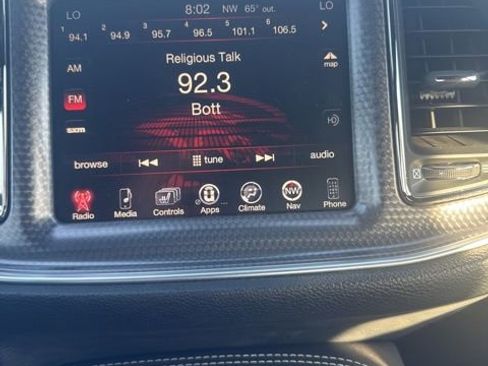 LO 8:02 NW 65° out. LO
1 94.1 2 94.9 3 95.7 4 96.5 5 101.1 6 106.5
AM Religious Talk map
FM 92.3
Bott
sxm HD
browse tune audio
NW
Radio Media Controls Apps Climate Nav Phone